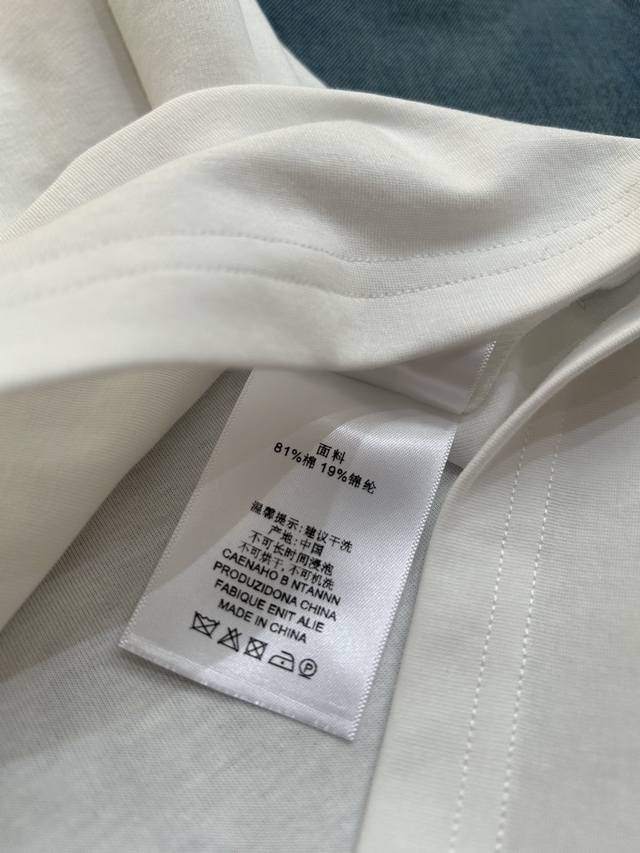 面料
81%棉 19%锦纶
温馨提示: 建议干洗
产地: 中国
不可长时间浸泡
不可烘干, 不可机洗
CAENAHO B NTANNN
PRODUZIDONA CHINA
FABIQUE ENIT ALIE
MADE IN CHINA
P